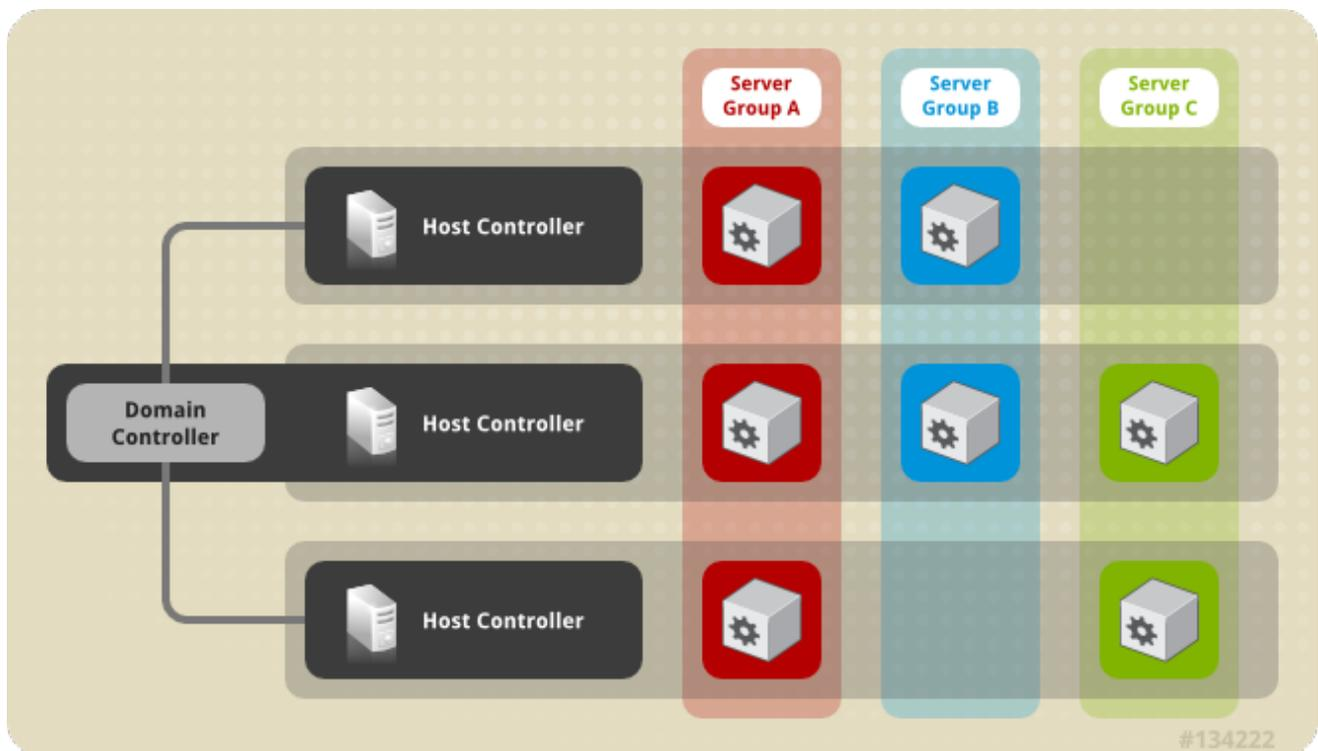 Server
Group A
Server
Group B
Server
Group C
Host Controller
Domain
Controller
Host Controller
Host Controller
#134222